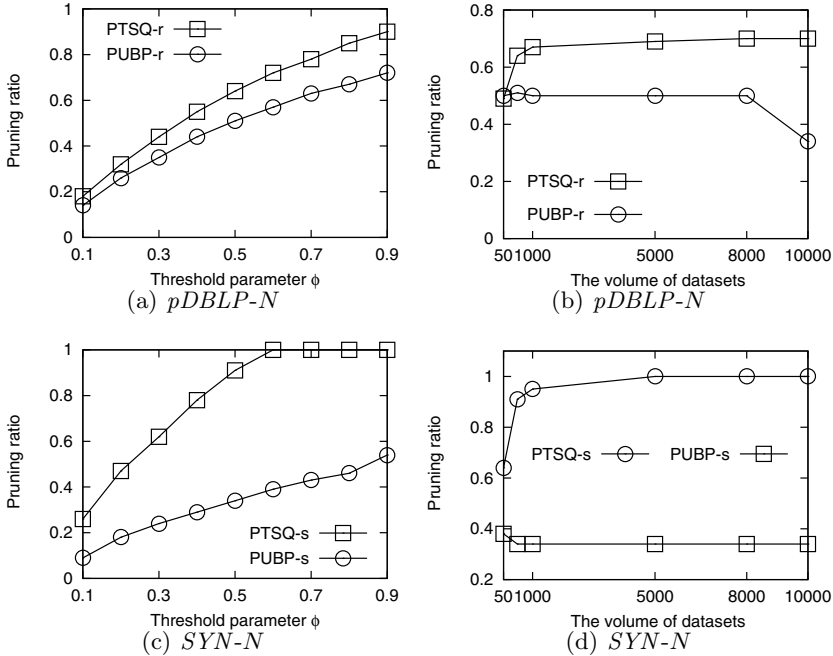 1
0.8
0.6
0.4
0.2
0
Pruning ratio
PTSQ-r
PUBP-r
0.1 0.3 0.5 0.7 0.9
Threshold parameter ϕ
(a) pDBLP-N
0.8
0.6
0.4
0.2
0
Pruning ratio
PTSQ-r
PUBP-r
501000 5000 8000 10000
The volume of datasets
(b) pDBLP-N
1
0.8
0.6
0.4
0.2
0
Pruning ratio
PTSQ-s
PUBP-s
0.1 0.3 0.5 0.7 0.9
Threshold parameter ϕ
(c) SYN-N
1
0.8
0.6
0.4
0.2
Pruning ratio
PTSQ-s PUBP-s
501000 5000 8000 10000
The volume of datasets
(d) SYN-N